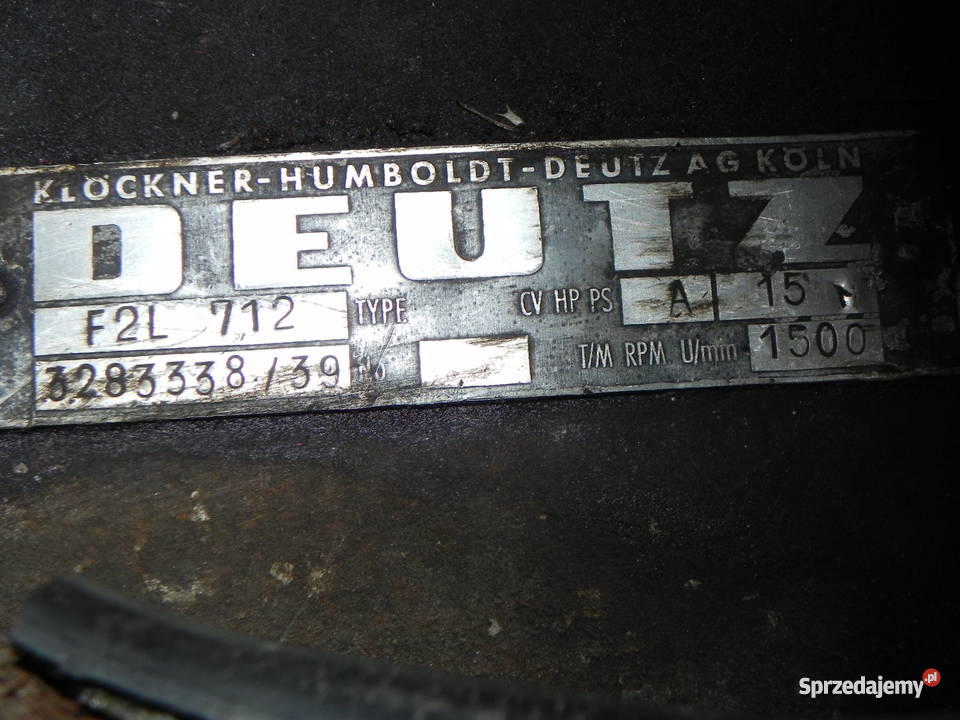 KLÖCKNER-HUMBOLDT-DEUTZ AG KÖLN
DEUTZ
F2L 712 TYPE CV HP PS A 15
3283338/39 No T/M RPM U/min 1500
Sprzedajemy.pl